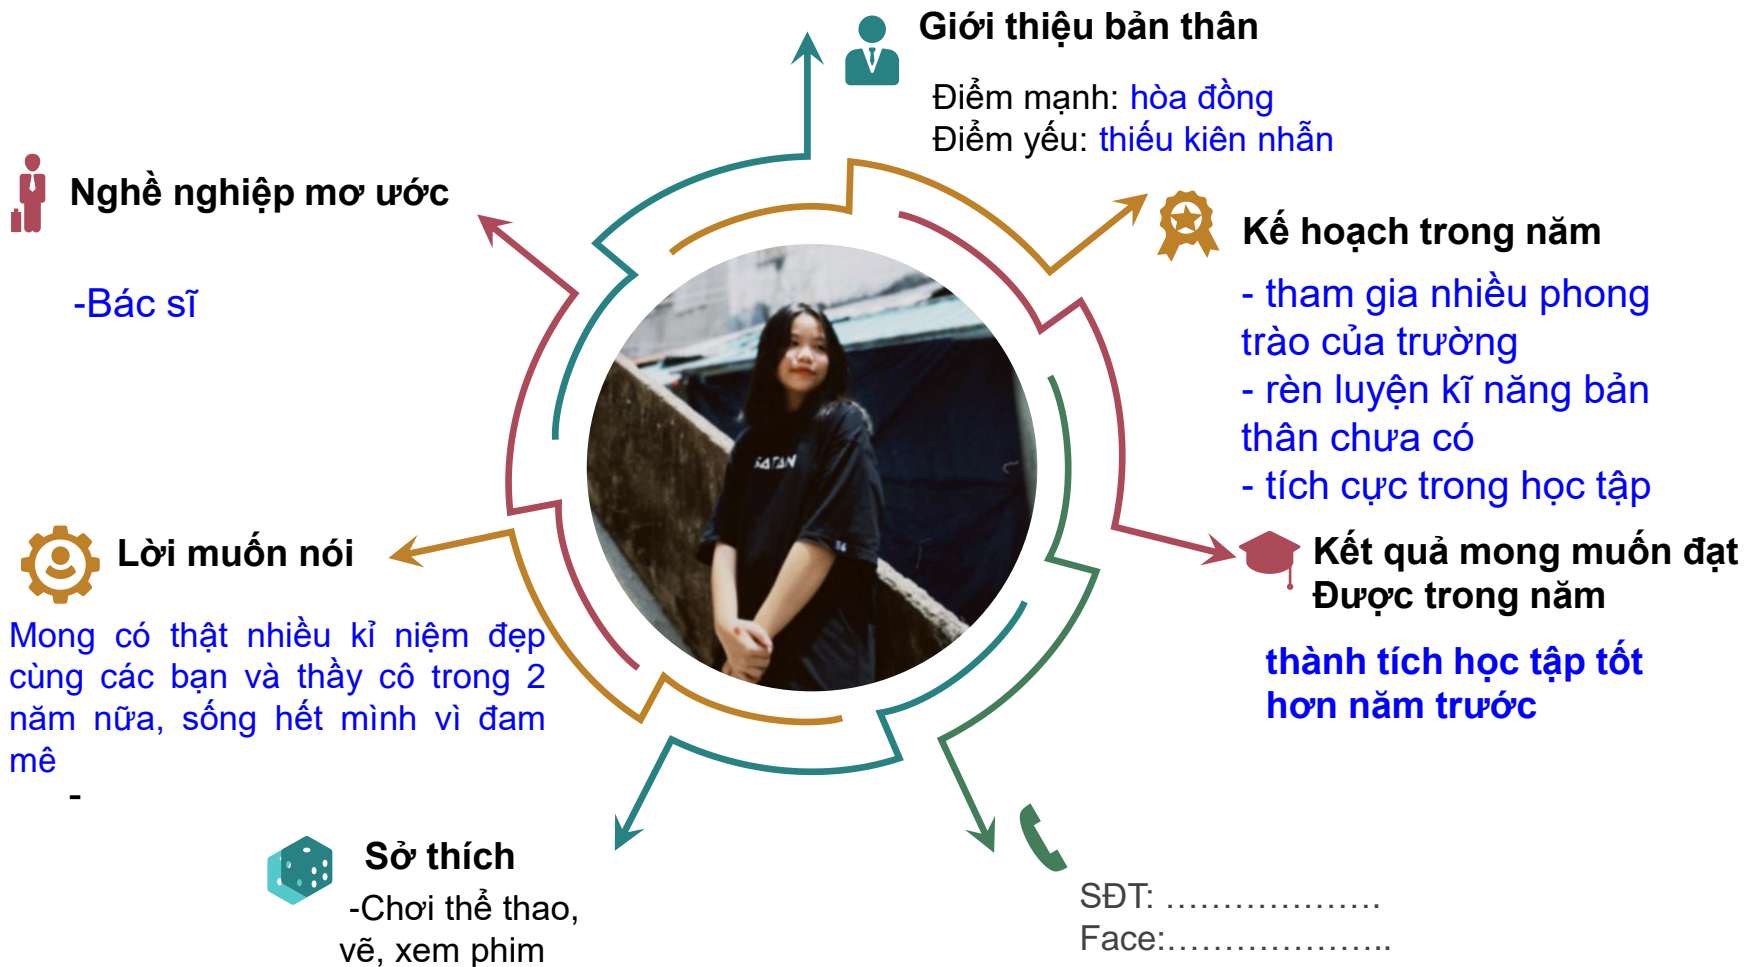 Giới thiệu bản thân
Điểm mạnh: hòa đồng
Điểm yếu: thiếu kiên nhẫn
Nghề nghiệp mơ ước
-Bác sĩ
Kế hoạch trong năm
- tham gia nhiều phong
trào của trường
- rèn luyện kĩ năng bản
thân chưa có
- tích cực trong học tập
Lời muốn nói
Mong có thật nhiều kỉ niệm đẹp
cùng các bạn và thầy cô trong 2
năm nữa, sống hết mình vì đam
mê
-
Kết quả mong muốn đạt
Được trong năm
thành tích học tập tốt
hơn năm trước
Sở thích
-Chơi thể thao,
vẽ, xem phim
SĐT: ……………….
Face:………………..
SATAN